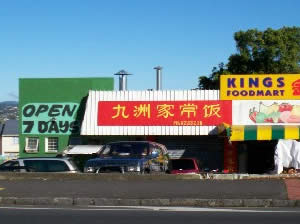 OPEN
7 DAYS
九洲家常饭
KINGS
FOODMART